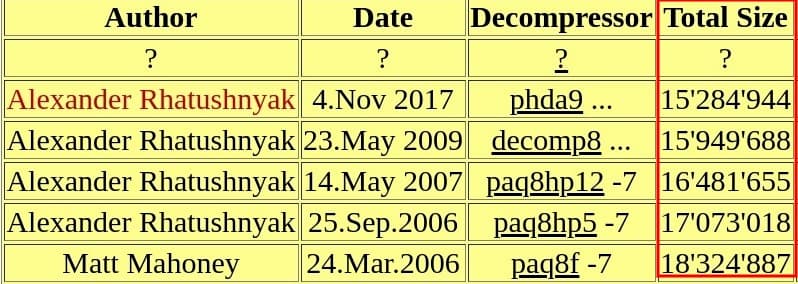 Author Date Decompressor Total Size
? ? ? ?
Alexander Rhatushnyak 4.Nov 2017 phda9 ... 15'284'944
Alexander Rhatushnyak 23.May 2009 decomp8 ... 15'949'688
Alexander Rhatushnyak 14.May 2007 paq8hp12 -7 16'481'655
Alexander Rhatushnyak 25.Sep.2006 paq8hp5 -7 17'073'018
Matt Mahoney 24.Mar.2006 paq8f -7 18'324'887